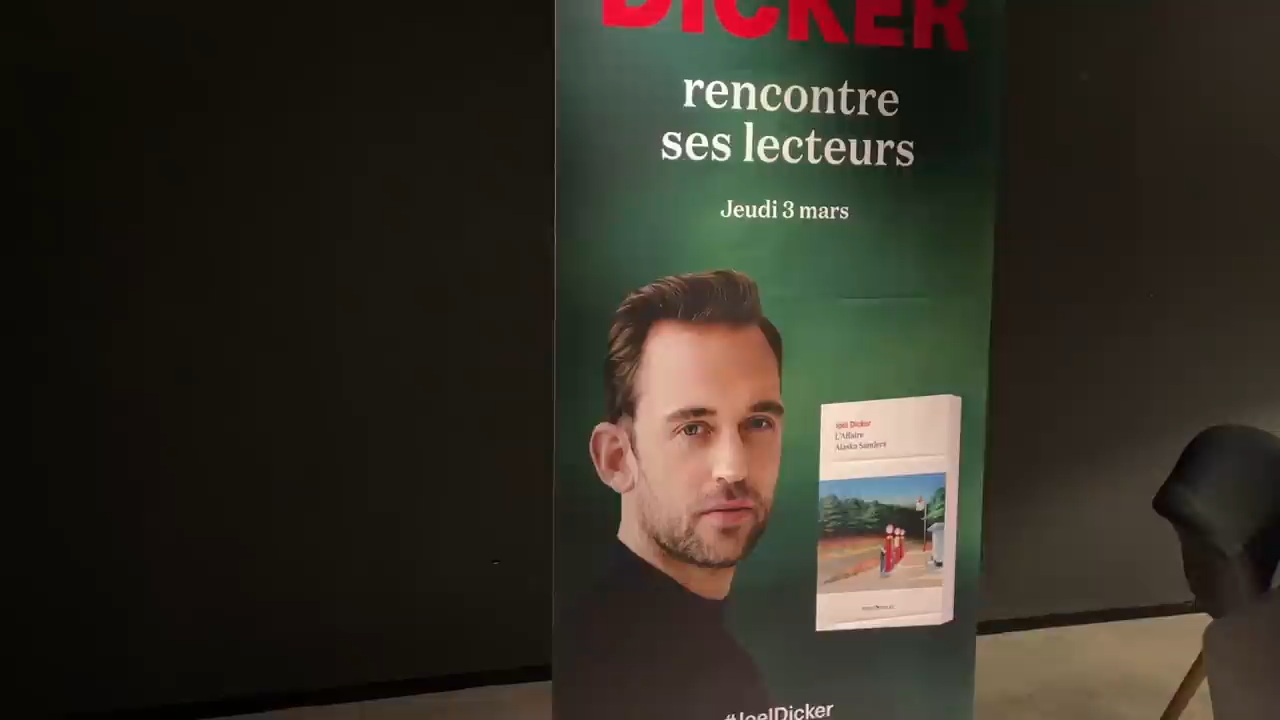 DICKER
rencontre
ses lecteurs
Jeudi 3 mars
Joël Dicker
L'Affaire
Alaska Sanders
#JoelDicker